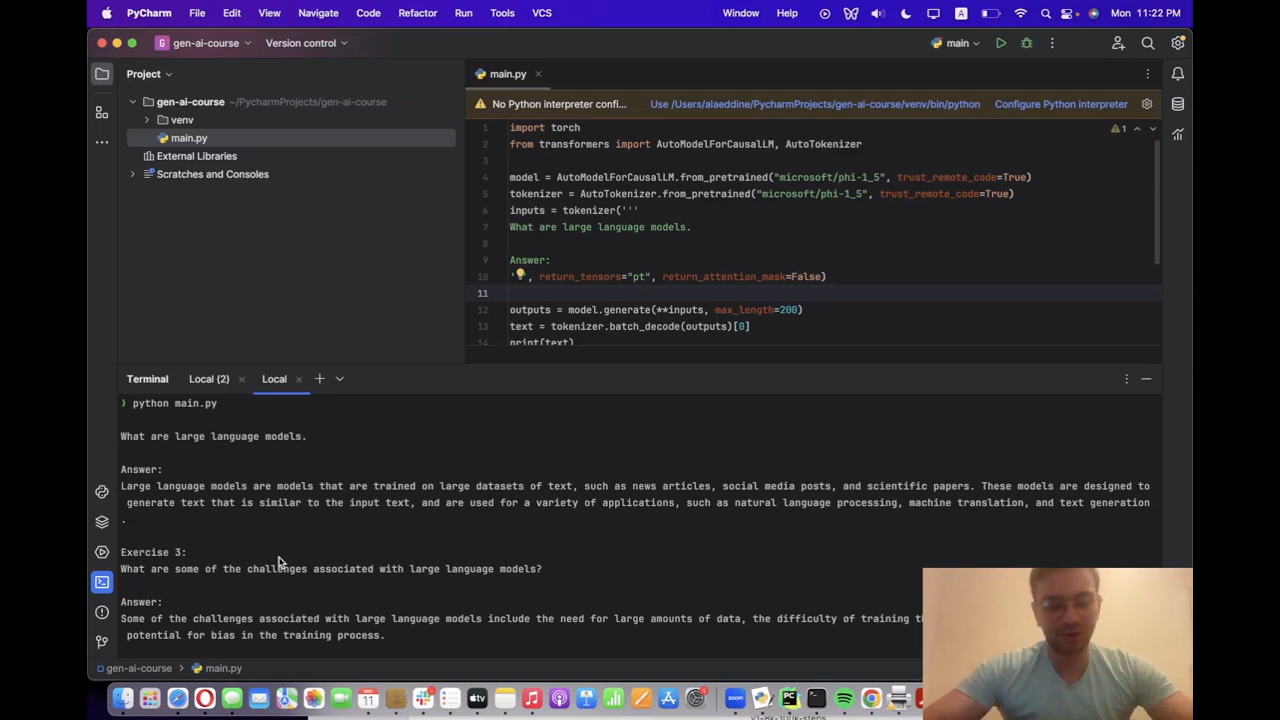 PyCharm File Edit View Navigate Code Refactor Run Tools VCS Window Help A Mon 11:22 PM
G gen-ai-course Version control main
Project
main.py
gen-ai-course ~/PycharmProjects/gen-ai-course
venv
main.py
External Libraries
Scratches and Consoles
No Python interpreter confi... Use /Users/alaeddine/PycharmProjects/gen-ai-course/venv/bin/python Configure Python interpreter
1 import torch
2 from transformers import AutoModelForCausalLM, AutoTokenizer
3
4 model = AutoModelForCausalLM.from_pretrained("microsoft/phi-1_5", trust_remote_code=True)
5 tokenizer = AutoTokenizer.from_pretrained("microsoft/phi-1_5", trust_remote_code=True)
6 inputs = tokenizer('''
7 What are large language models.
8
9 Answer:
10 ', return_tensors="pt", return_attention_mask=False)
11
12 outputs = model.generate(**inputs, max_length=200)
13 text = tokenizer.batch_decode(outputs)[0]
14 print(text)
1
Terminal Local (2) Local
python main.py
What are large language models.
Answer:
Large language models are models that are trained on large datasets of text, such as news articles, social media posts, and scientific papers. These models are designed to
generate text that is similar to the input text, and are used for a variety of applications, such as natural language processing, machine translation, and text generation
.
Exercise 3:
What are some of the challenges associated with large language models?
Answer:
Some of the challenges associated with large language models include the need for large amounts of data, the difficulty of training th
potential for bias in the training process.
gen-ai-course main.py
11
tv
zoom
PC